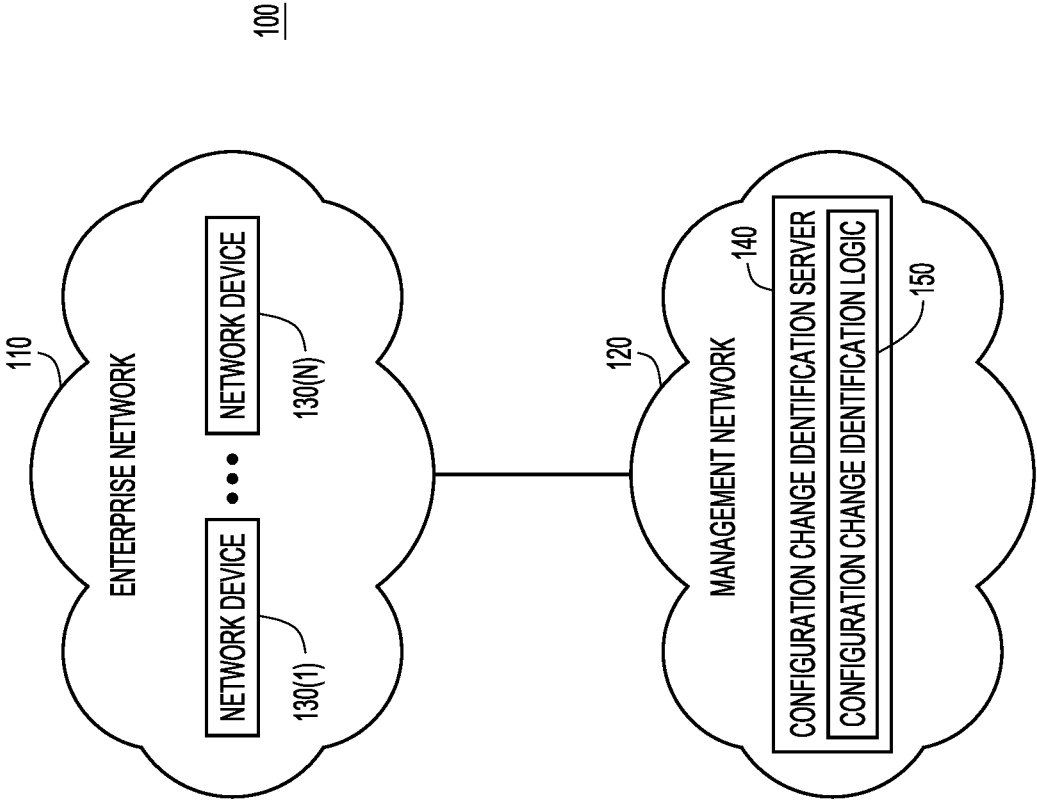 100
110
ENTERPRISE NETWORK
NETWORK DEVICE
NETWORK DEVICE
130(1)
130(N)
120
MANAGEMENT NETWORK
140
CONFIGURATION CHANGE IDENTIFICATION SERVER
CONFIGURATION CHANGE IDENTIFICATION LOGIC
150